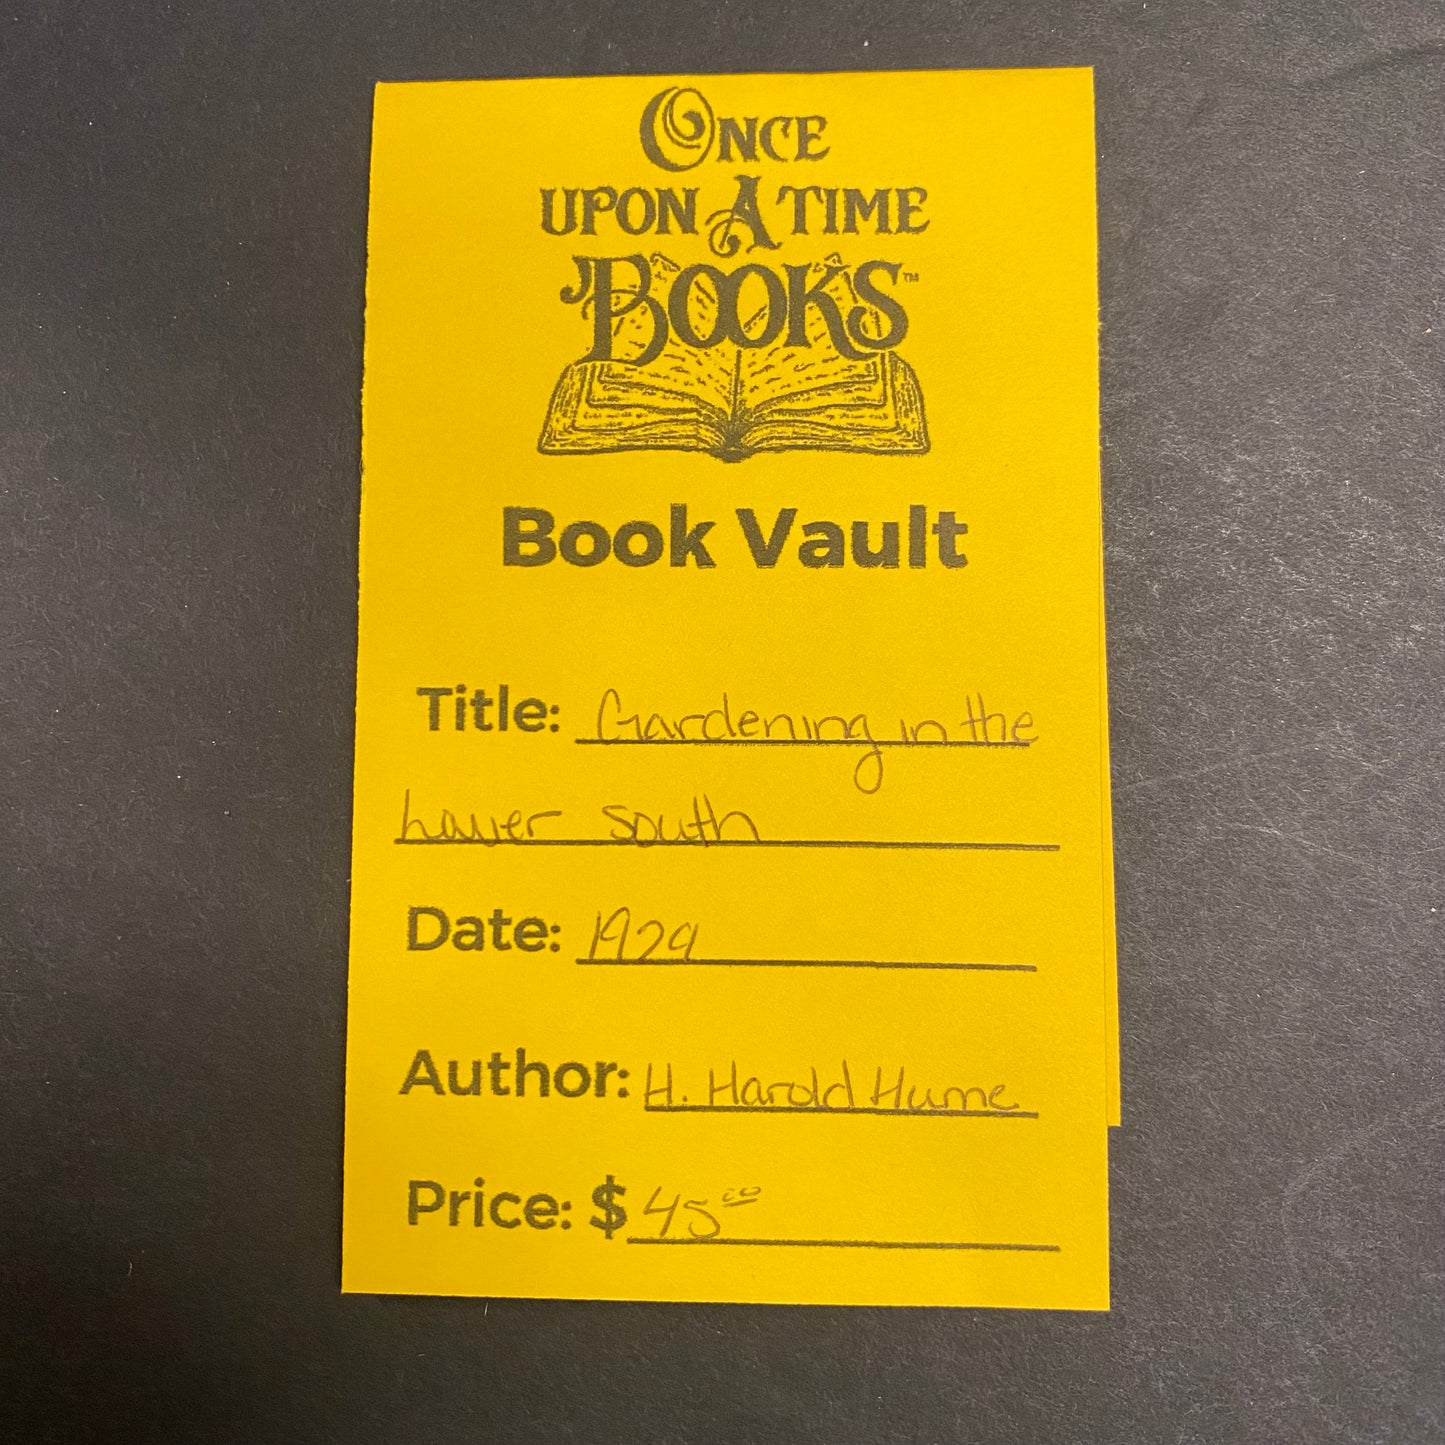 ONCE
UPON A TIME
BOOKS™
Book Vault
Title: Gardening in the
Lower South
Date: 1929
Author: H. Harold Hume
Price: $ 45 00